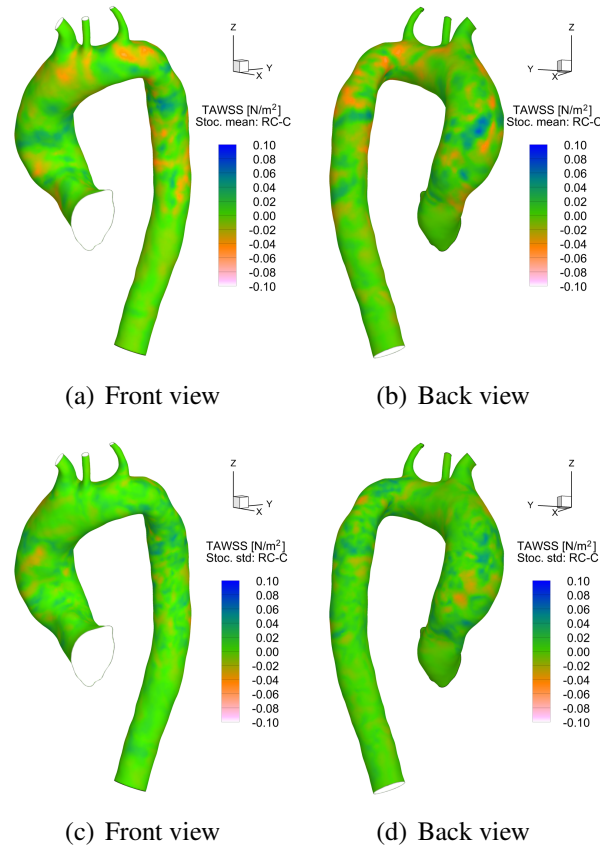 Z
Y
X
TAWSS [N/m²]
Stoc. mean: RC-C
0.10
0.08
0.06
0.04
0.02
0.00
-0.02
-0.04
-0.06
-0.08
-0.10
(a) Front view
Z
Y
X
TAWSS [N/m²]
Stoc. mean: RC-C
0.10
0.08
0.06
0.04
0.02
0.00
-0.02
-0.04
-0.06
-0.08
-0.10
(b) Back view
Z
Y
X
TAWSS [N/m²]
Stoc. std: RC-C
0.10
0.08
0.06
0.04
0.02
0.00
-0.02
-0.04
-0.06
-0.08
-0.10
(c) Front view
Z
Y
X
TAWSS [N/m²]
Stoc. std: RC-C
0.10
0.08
0.06
0.04
0.02
0.00
-0.02
-0.04
-0.06
-0.08
-0.10
(d) Back view